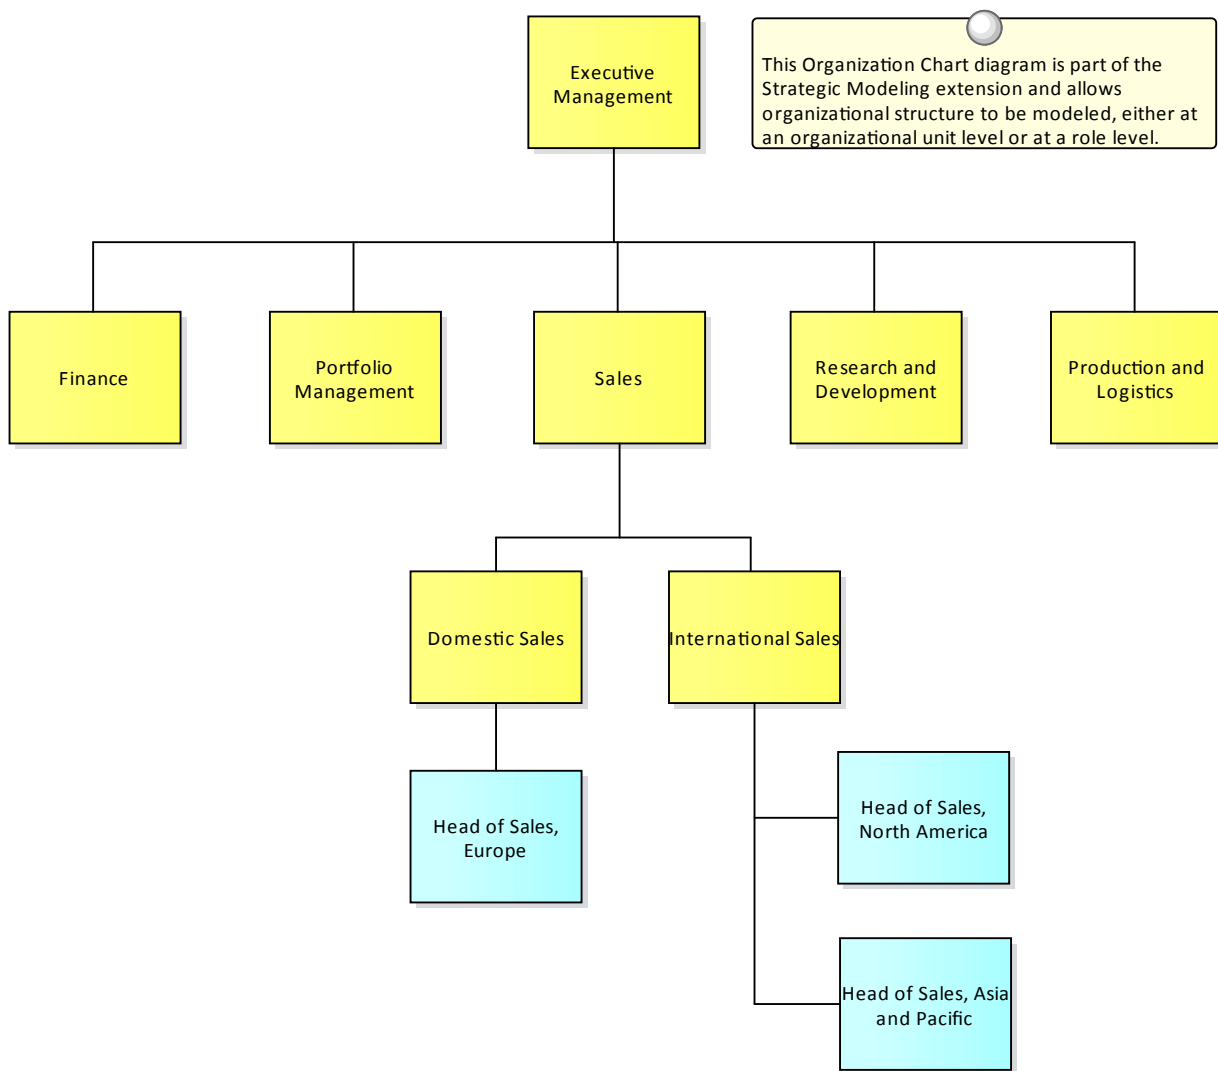 Executive
Management
This Organization Chart diagram is part of the
Strategic Modeling extension and allows
organizational structure to be modeled, either at
an organizational unit level or at a role level.
Finance
Portfolio
Management
Sales
Research and
Development
Production and
Logistics
Domestic Sales
International Sales
Head of Sales,
Europe
Head of Sales,
North America
Head of Sales, Asia
and Pacific